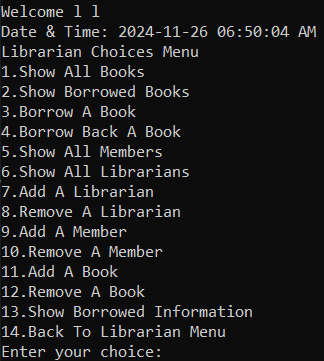 Welcome l l
Date & Time: 2024-11-26 06:50:04 AM
Librarian Choices Menu
1.Show All Books
2.Show Borrowed Books
3.Borrow A Book
4.Borrow Back A Book
5.Show All Members
6.Show All Librarians
7.Add A Librarian
8.Remove A Librarian
9.Add A Member
10.Remove A Member
11.Add A Book
12.Remove A Book
13.Show Borrowed Information
14.Back To Librarian Menu
Enter your choice: